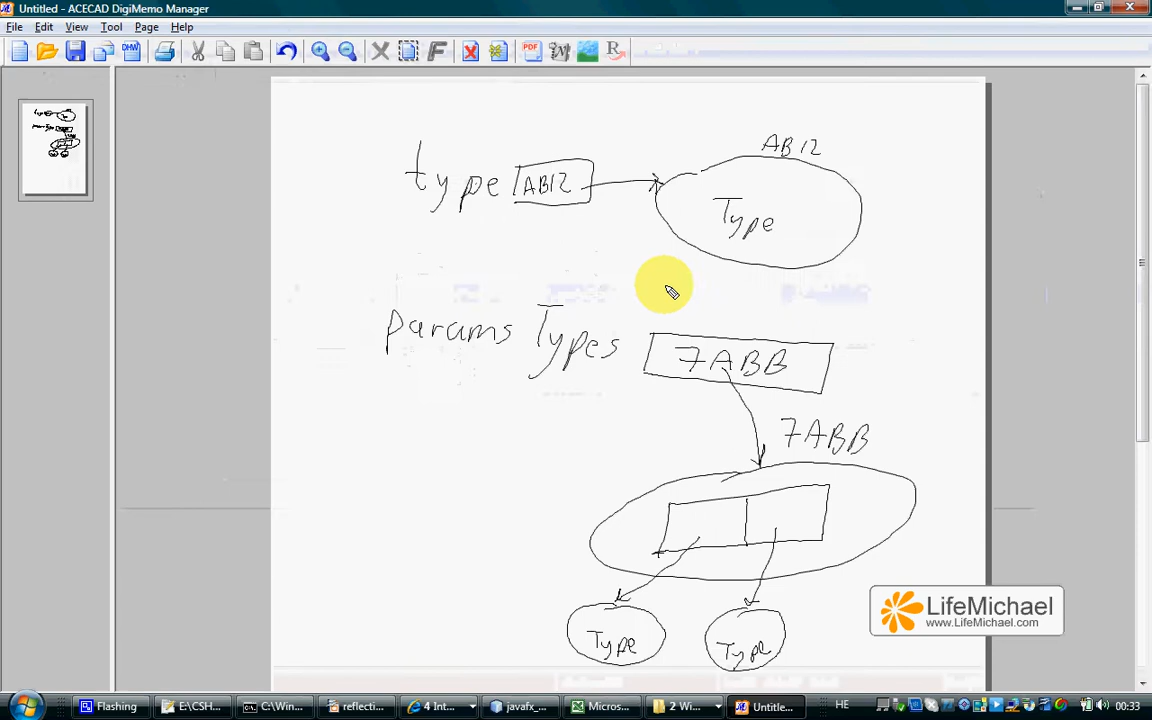 Untitled - ACECAD DigiMemo Manager
File Edit View Tool Page Help
AB12
type AB12
Type
params Types 7ABB
7ABB
Type Type
LifeMichael
www.LifeMichael.com
Flashing E:\CSH... C:\Win... reflecti... 4 Int... javafx_... Micros... 2 Win... Untitle... HE 00:33